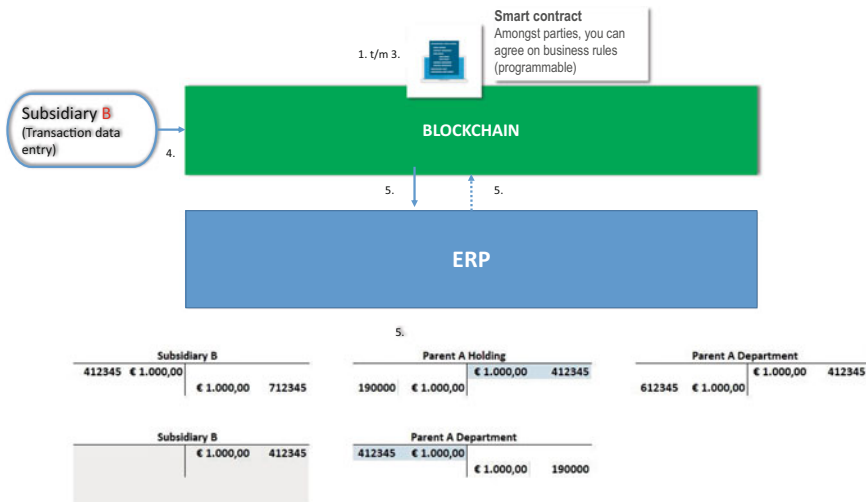 Smart contract
Amongst parties, you can
agree on business rules
(programmable)
1. t/m 3.
Subsidiary B
(Transaction data
entry)
4.
BLOCKCHAIN
5.
5.
ERP
5.
Subsidiary B
412345 € 1.000,00
€ 1.000,00 712345
Parent A Holding
€ 1.000,00 412345
190000 € 1.000,00
Parent A Department
€ 1.000,00 412345
612345 € 1.000,00
Subsidiary B
€ 1.000,00 412345
Parent A Department
412345 € 1.000,00
€ 1.000,00 190000